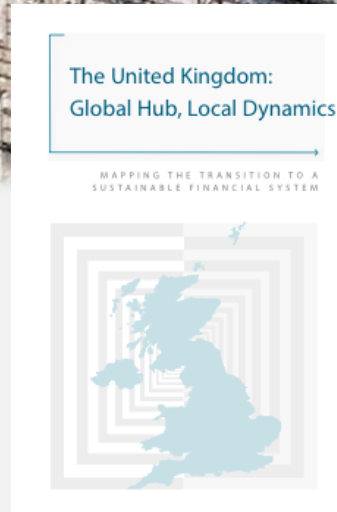 The United Kingdom:
Global Hub, Local Dynamics
MAPPING THE TRANSITION TO A
SUSTAINABLE FINANCIAL SYSTEM